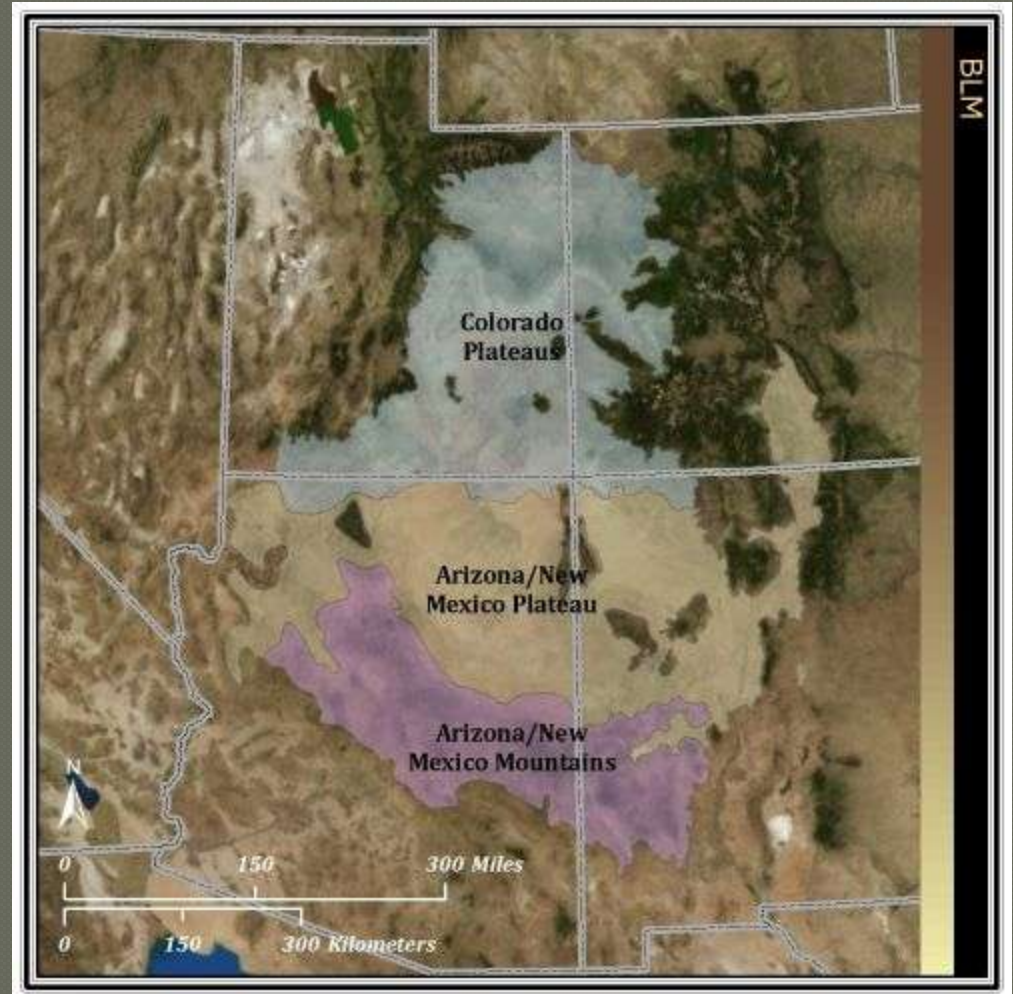 BLM
Colorado
Plateaus
Arizona/New
Mexico Plateau
Arizona/New
Mexico Mountains
N
0 150 300 Miles
0 150 300 Kilometers